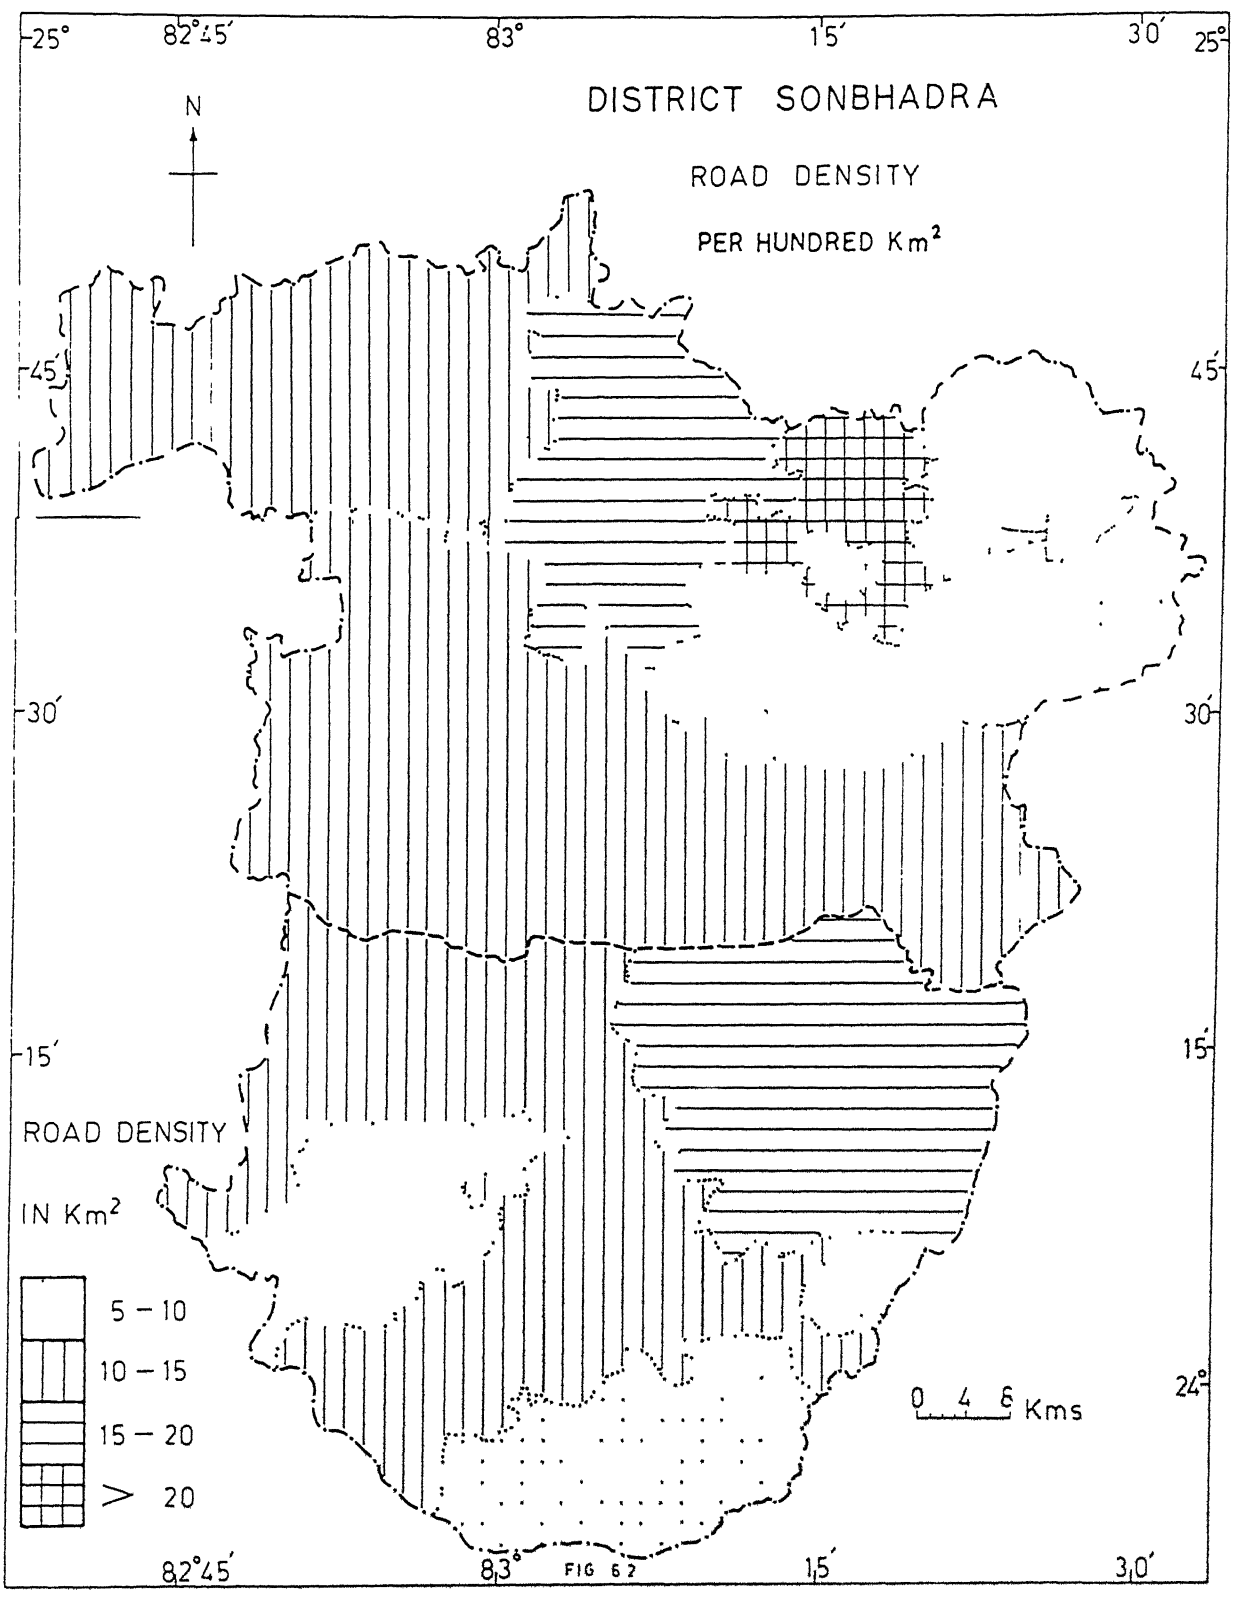 25° 82°45′ 83° 15′ 30′ 25°
N
DISTRICT SONBHADRA
ROAD DENSITY
PER HUNDRED Km²
45′ 45′
30′ 30′
15′ 15′
ROAD DENSITY
IN Km²
5 – 10
10 – 15
15 – 20
> 20
24°
0 4 8 Kms
82°45′ 83° FIG 6 2 15′ 30′